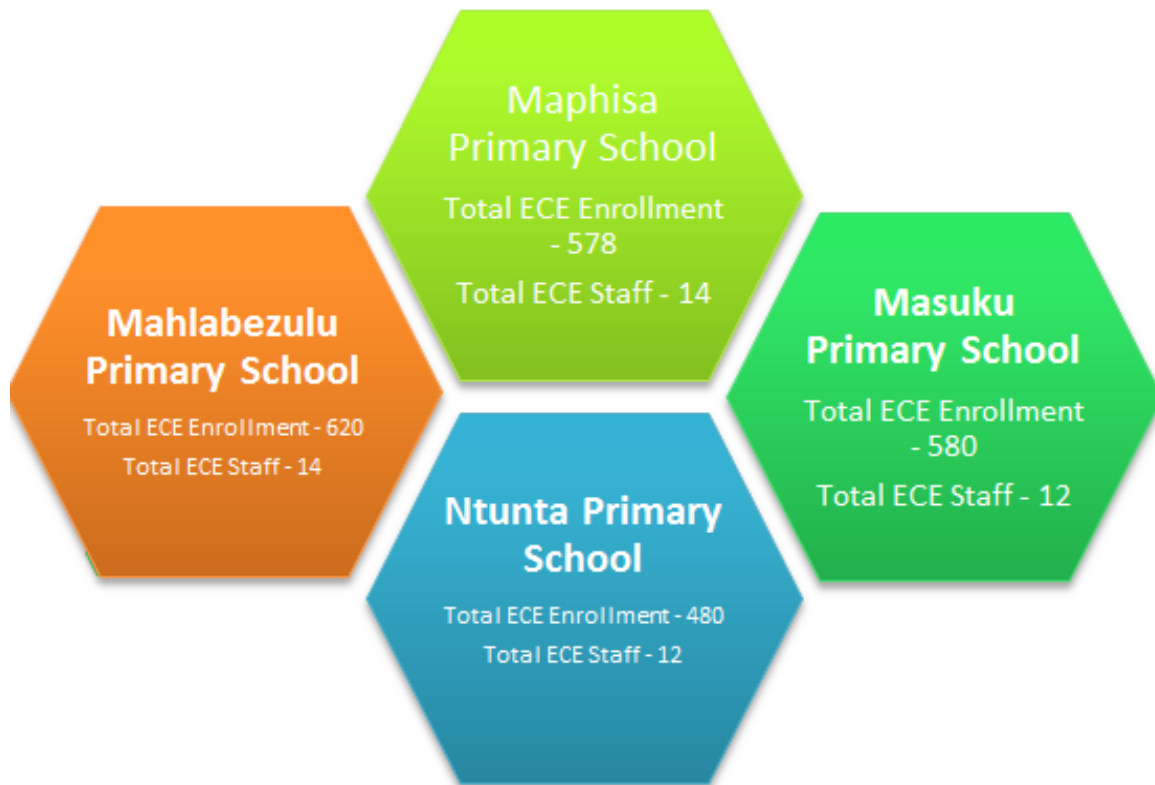 Maphisa
Primary School
Total ECE Enrollment
- 578
Total ECE Staff - 14
Mahlabezulu
Primary School
Total ECE Enrollment - 620
Total ECE Staff - 14
Masuku
Primary School
Total ECE Enrollment
- 580
Total ECE Staff - 12
Ntunta Primary
School
Total ECE Enrollment - 480
Total ECE Staff - 12